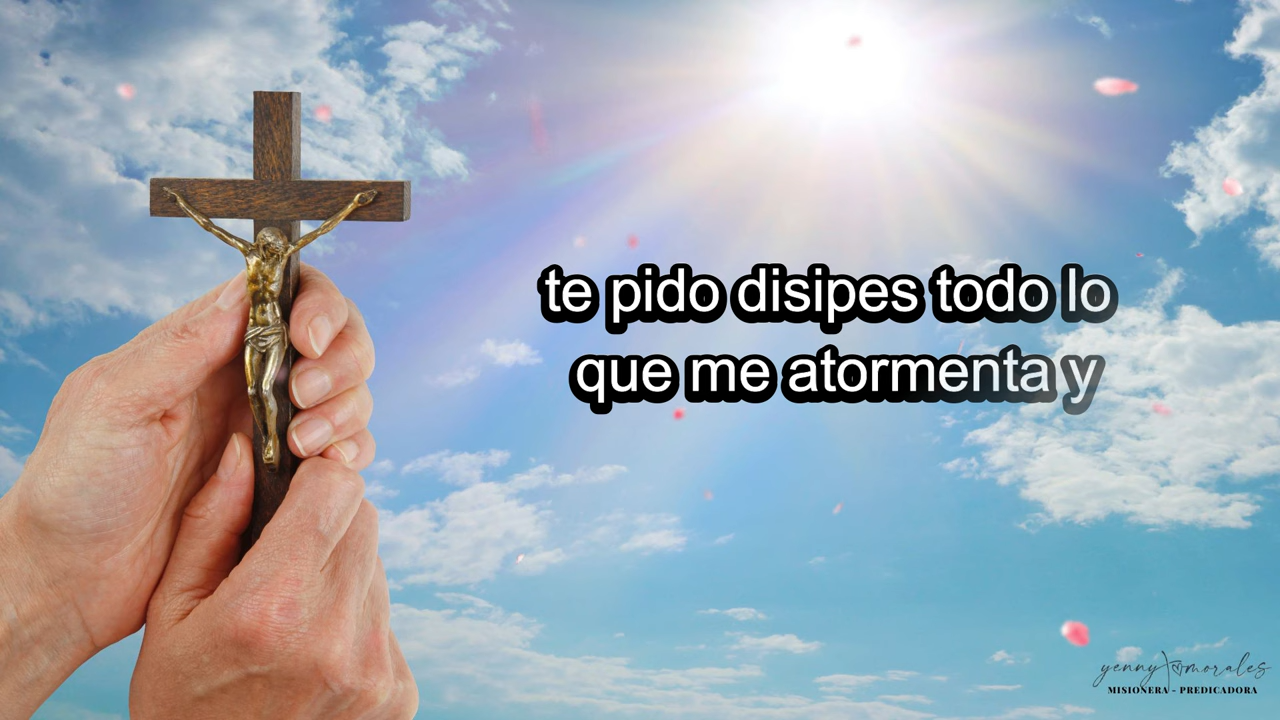 te pido disipes todo lo
que me atormenta y
yenny morales
MISIONERA - PREDICADORA